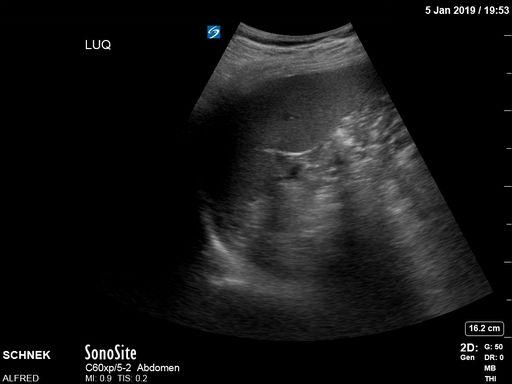 5 Jan 2019 / 19:53
LUQ
16.2 cm
SCHNEK
ALFRED
SonoSite
C60xp/5-2 Abdomen
MI: 0.9 TIS: 0.2
2D: G: 50
Gen DR: 0
MB
THI